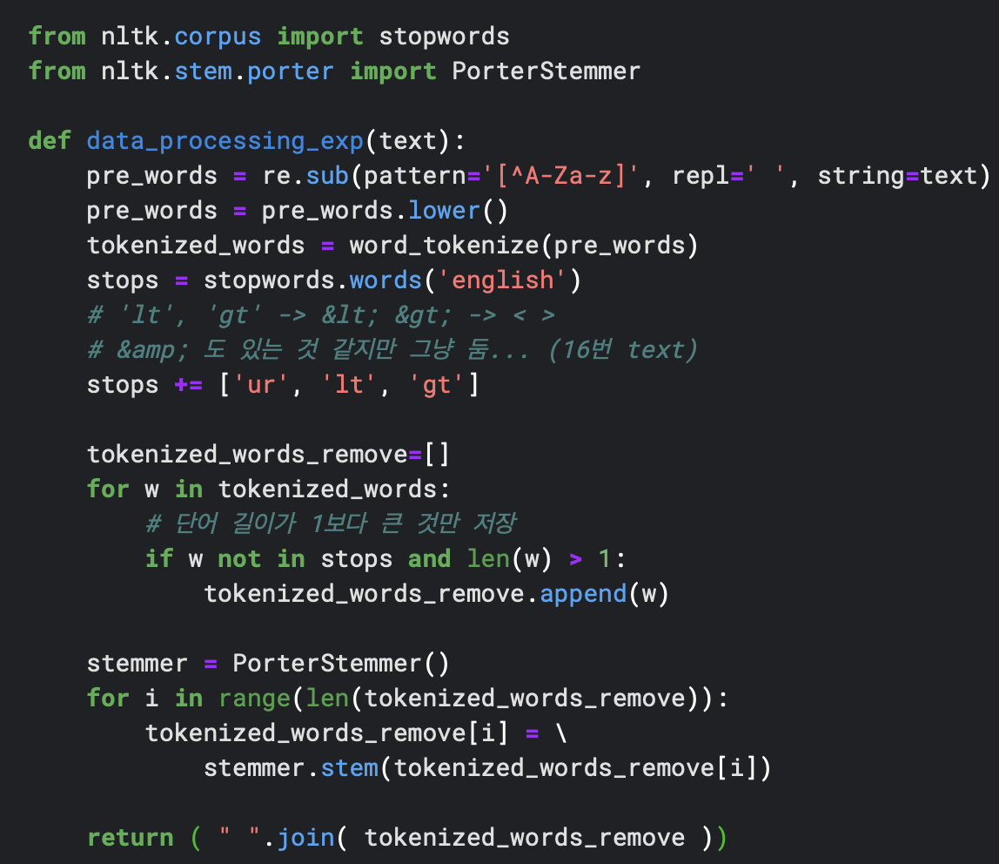 from nltk.corpus import stopwords
from nltk.stem.porter import PorterStemmer

def data_processing_exp(text):
    pre_words = re.sub(pattern='[^A-Za-z]', repl=' ', string=text)
    pre_words = pre_words.lower()
    tokenized_words = word_tokenize(pre_words)
    stops = stopwords.words('english')
    # 'lt', 'gt' -> &lt; &gt; -> < >
    # &amp; 도 있는 것 같지만 그냥 둠... (16번 text)
    stops += ['ur', 'lt', 'gt']

    tokenized_words_remove=[]
    for w in tokenized_words:
        # 단어 길이가 1보다 큰 것만 저장
        if w not in stops and len(w) > 1:
            tokenized_words_remove.append(w)

    stemmer = PorterStemmer()
    for i in range(len(tokenized_words_remove)):
        tokenized_words_remove[i] = \
            stemmer.stem(tokenized_words_remove[i])

    return ( " ".join( tokenized_words_remove ))